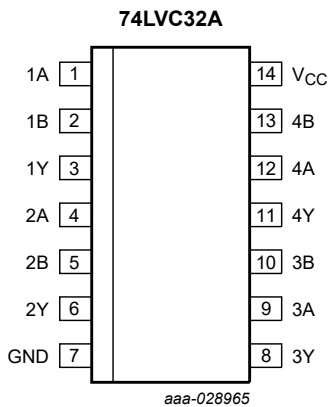 74LVC32A
1A 1 14 VCC
1B 2 13 4B
1Y 3 12 4A
2A 4 11 4Y
2B 5 10 3B
2Y 6 9 3A
GND 7 8 3Y
aaa-028965